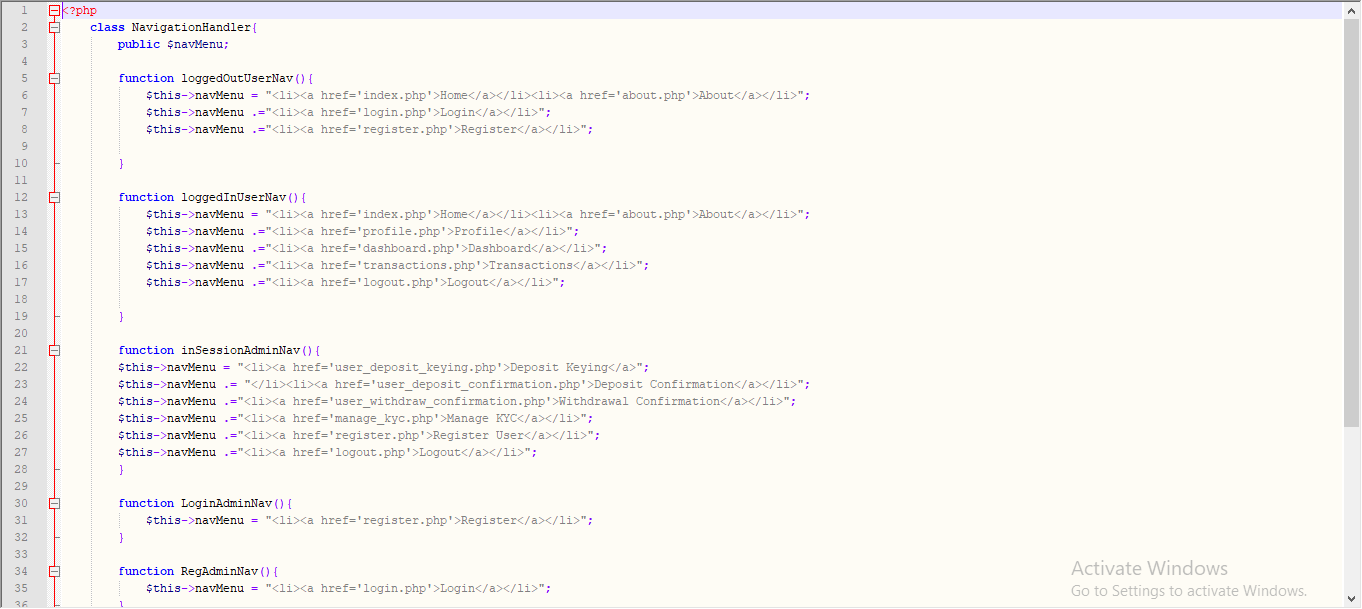 1 <?php
2 class NavigationHandler{
3 public $navMenu;
4
5 function loggedOutUserNav(){
6 $this->navMenu = "<li><a href='index.php'>Home</a></li><li><a href='about.php'>About</a></li>";
7 $this->navMenu .="<li><a href='login.php'>Login</a></li>";
8 $this->navMenu .="<li><a href='register.php'>Register</a></li>";
9
10 }
11
12 function loggedInUserNav(){
13 $this->navMenu = "<li><a href='index.php'>Home</a></li><li><a href='about.php'>About</a></li>";
14 $this->navMenu .="<li><a href='profile.php'>Profile</a></li>";
15 $this->navMenu .="<li><a href='dashboard.php'>Dashboard</a></li>";
16 $this->navMenu .="<li><a href='transactions.php'>Transactions</a></li>";
17 $this->navMenu .="<li><a href='logout.php'>Logout</a></li>";
18
19 }
20
21 function inSessionAdminNav(){
22 $this->navMenu = "<li><a href='user_deposit_keying.php'>Deposit Keying</a>";
23 $this->navMenu .= "</li><li><a href='user_deposit_confirmation.php'>Deposit Confirmation</a></li>";
24 $this->navMenu .="<li><a href='user_withdraw_confirmation.php'>Withdrawal Confirmation</a></li>";
25 $this->navMenu .="<li><a href='manage_kyc.php'>Manage KYC</a></li>";
26 $this->navMenu .="<li><a href='register.php'>Register User</a></li>";
27 $this->navMenu .="<li><a href='logout.php'>Logout</a></li>";
28 }
29
30 function LoginAdminNav(){
31 $this->navMenu = "<li><a href='register.php'>Register</a></li>";
32 }
33
34 function RegAdminNav(){
35 $this->navMenu = "<li><a href='login.php'>Login</a></li>";
36 }
Activate Windows
Go to Settings to activate Windows.